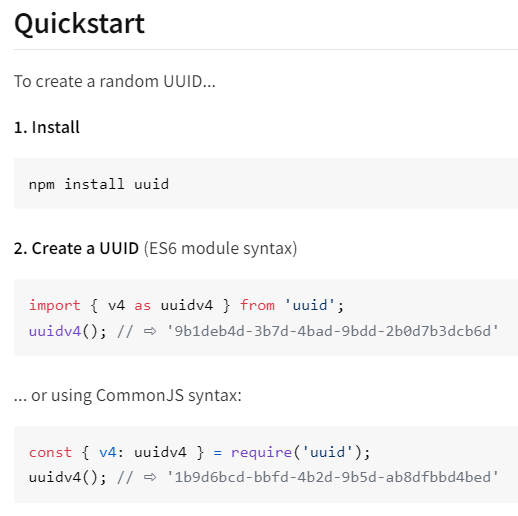 Quickstart
To create a random UUID...
1. Install
npm install uuid
2. Create a UUID (ES6 module syntax)
import { v4 as uuidv4 } from 'uuid';
uuidv4(); // ⇨ '9b1deb4d-3b7d-4bad-9bdd-2b0d7b3dcb6d'
... or using CommonJS syntax:
const { v4: uuidv4 } = require('uuid');
uuidv4(); // ⇨ '1b9d6bcd-bbfd-4b2d-9b5d-ab8dfbbd4bed'